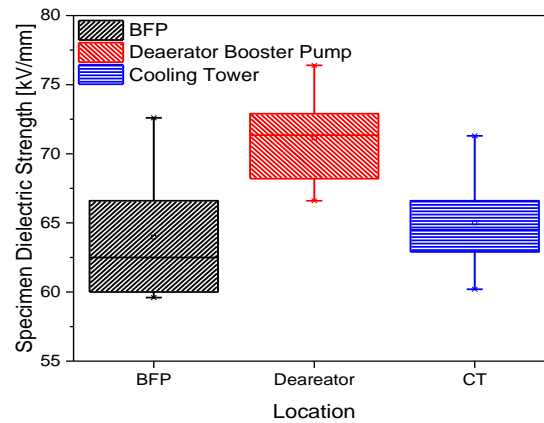 BFP
Deaerator Booster Pump
Cooling Tower
Specimen Dielectric Strength [kV/mm]
80
75
70
65
60
55
BFP Deareator CT
Location